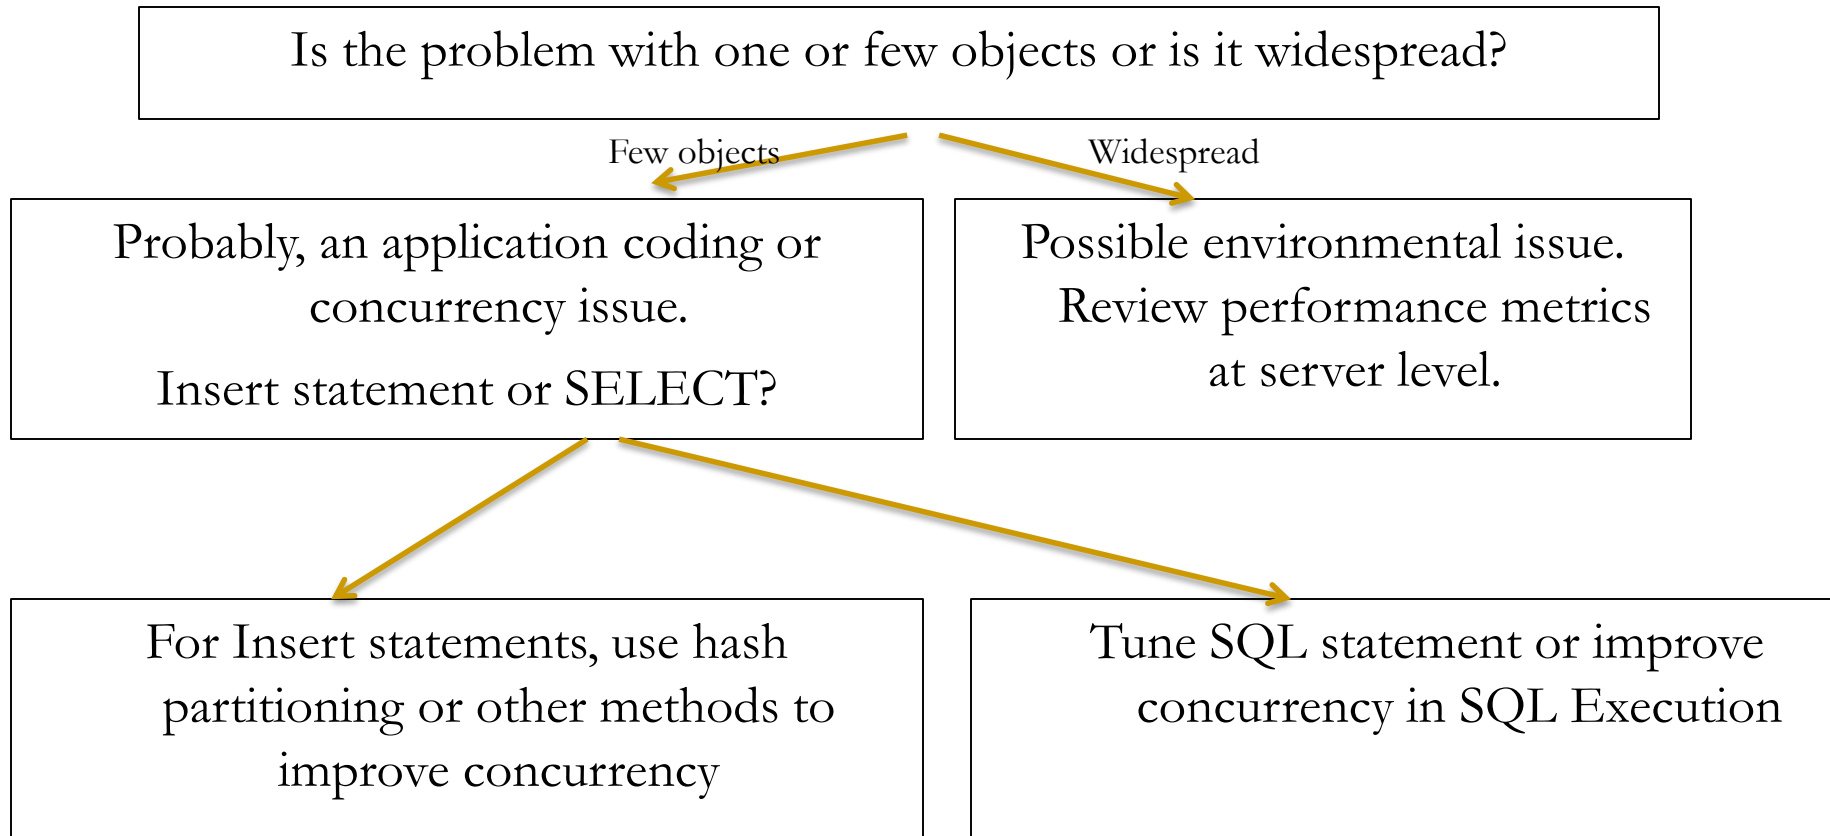 Is the problem with one or few objects or is it widespread?
Few objects
Widespread
Probably, an application coding or
concurrency issue.
Insert statement or SELECT?
Possible environmental issue.
Review performance metrics
at server level.
For Insert statements, use hash
partitioning or other methods to
improve concurrency
Tune SQL statement or improve
concurrency in SQL Execution